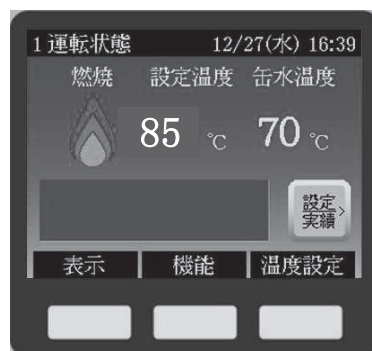 1 運転状態 12/27(水) 16:39
燃焼 設定温度 缶水温度
85 ℃ 70 ℃
設定
実績
表示 機能 温度設定